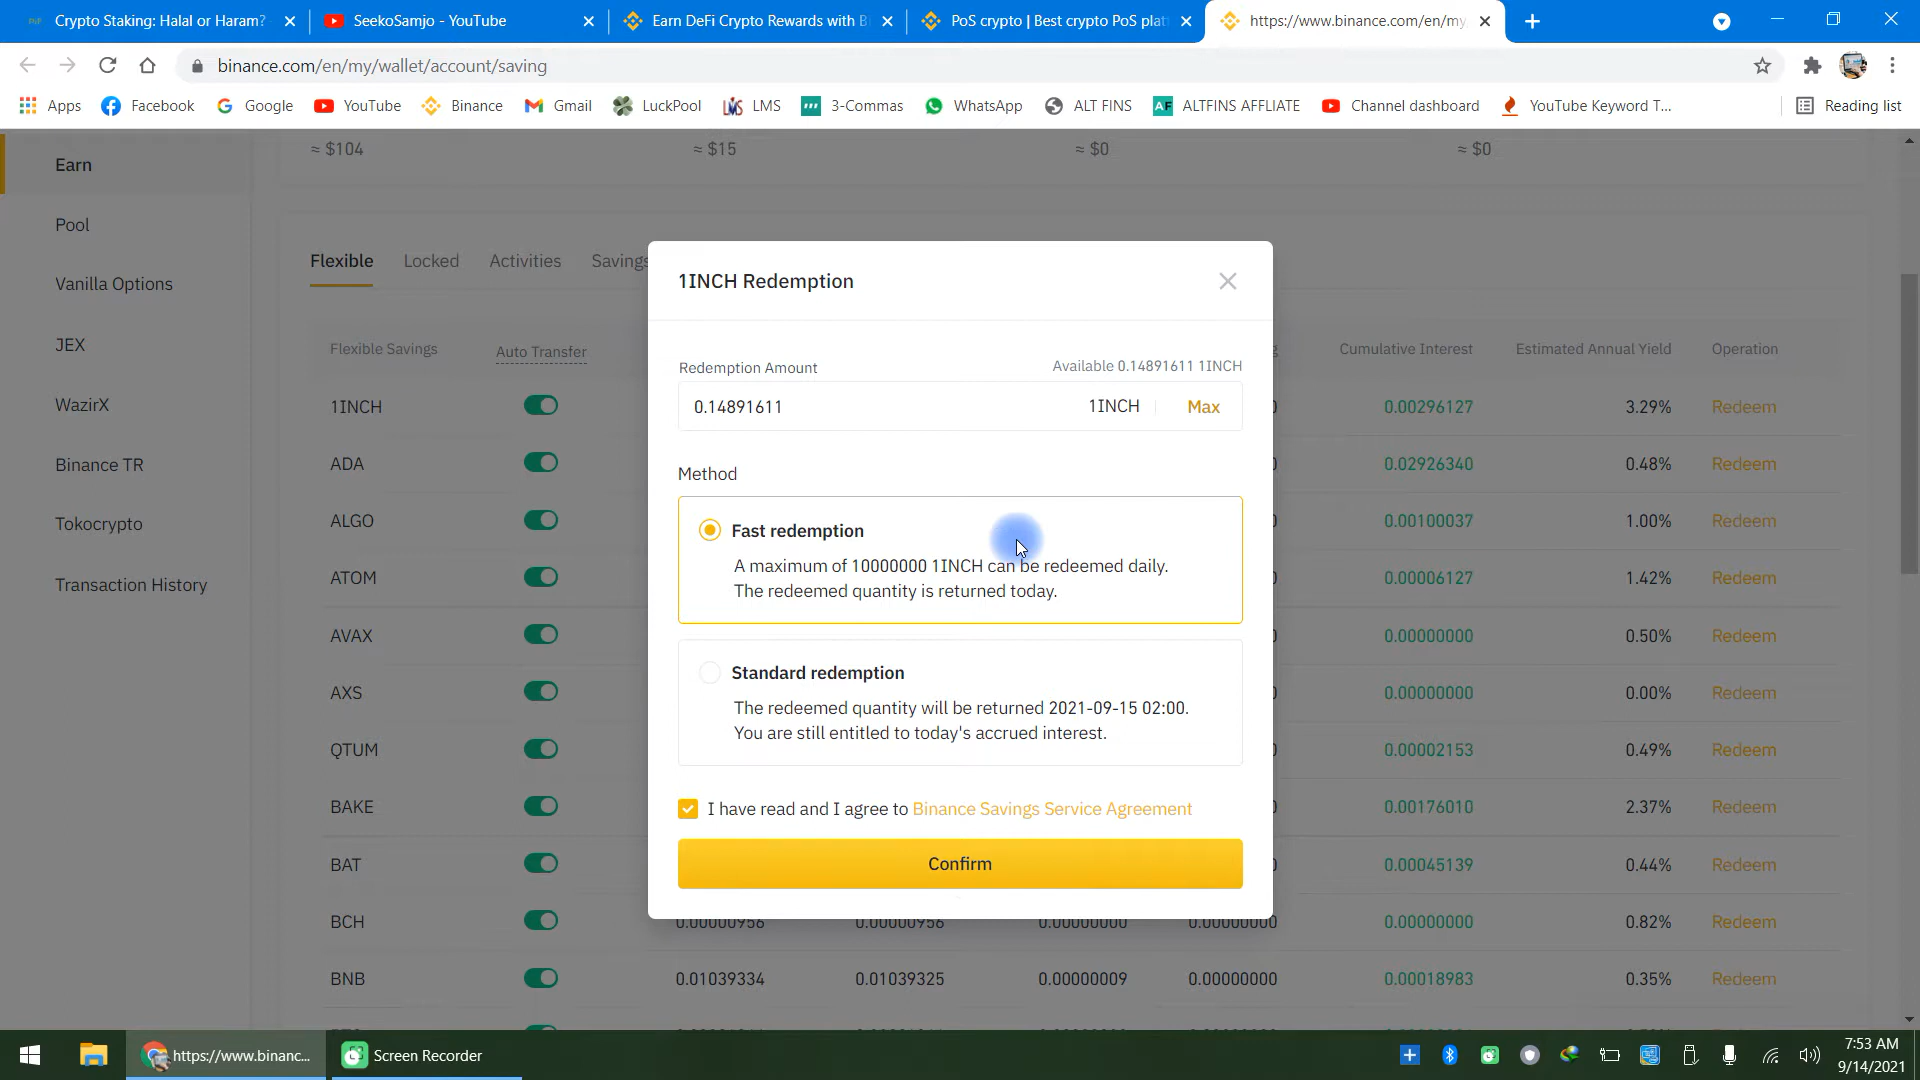 Crypto Staking: Halal or Haram?
SeekoSamjo - YouTube
Earn DeFi Crypto Rewards with B
PoS crypto | Best crypto PoS plat
https://www.binance.com/en/my
binance.com/en/my/wallet/account/saving
Apps
Facebook
Google
YouTube
Binance
Gmail
LuckPool
LMS
3-Commas
WhatsApp
ALT FINS
ALTFINS AFFLIATE
Channel dashboard
YouTube Keyword T...
Reading list
Earn
Pool
Vanilla Options
JEX
WazirX
Binance TR
Tokocrypto
Transaction History
≈ $104
≈ $15
≈ $0
≈ $0
Flexible
Locked
Activities
Savings
Flexible Savings
Auto Transfer
Cumulative Interest
Estimated Annual Yield
Operation
1INCH
0.00296127
3.29%
Redeem
ADA
0.02926340
0.48%
Redeem
ALGO
0.00100037
1.00%
Redeem
ATOM
0.00006127
1.42%
Redeem
AVAX
0.00000000
0.50%
Redeem
AXS
0.00000000
0.00%
Redeem
QTUM
0.00002153
0.49%
Redeem
BAKE
0.00176010
2.37%
Redeem
BAT
0.00045139
0.44%
Redeem
BCH
0.00000956
0.00000956
0.00000000
0.00000000
0.00000000
0.82%
Redeem
BNB
0.01039334
0.01039325
0.00000009
0.00000000
0.00018983
0.35%
Redeem
1INCH Redemption
Redemption Amount
Available 0.14891611 1INCH
0.14891611
1INCH
Max
Method
Fast redemption
A maximum of 10000000 1INCH can be redeemed daily.
The redeemed quantity is returned today.
Standard redemption
The redeemed quantity will be returned 2021-09-15 02:00.
You are still entitled to today's accrued interest.
I have read and I agree to Binance Savings Service Agreement
Confirm
https://www.binanc...
Screen Recorder
7:53 AM
9/14/2021